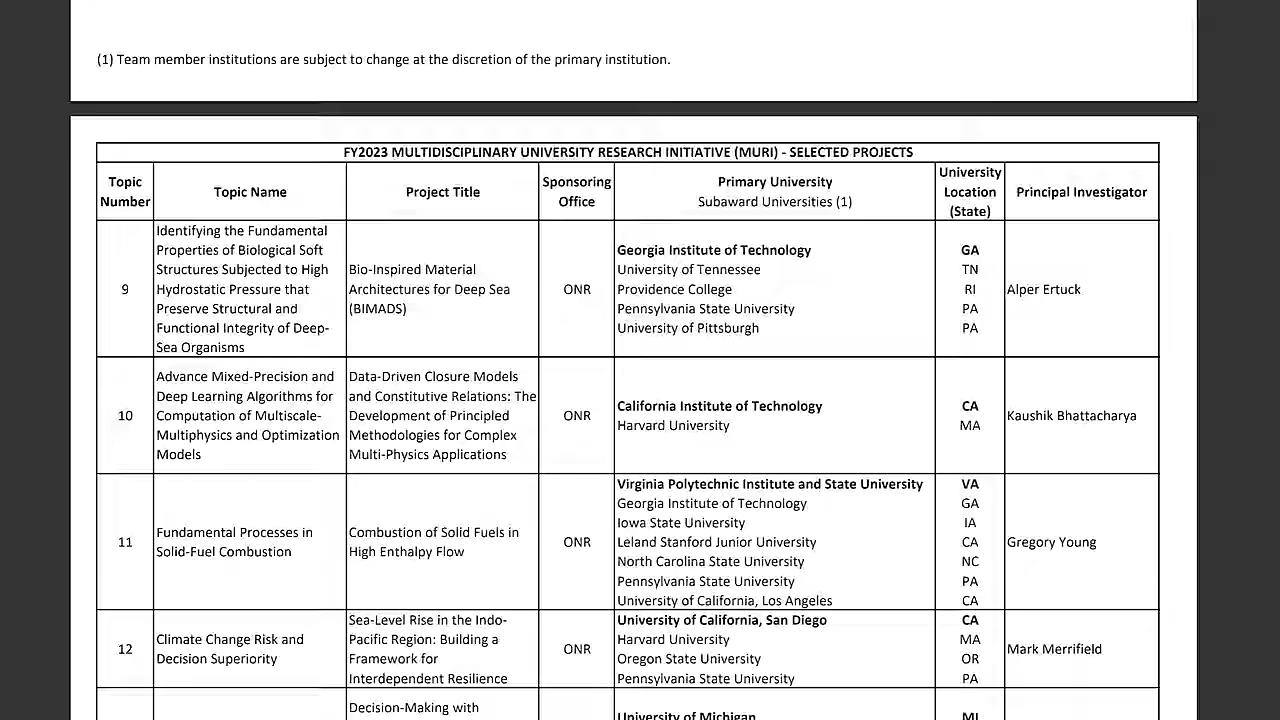 (1) Team member institutions are subject to change at the discretion of the primary institution.
FY2023 MULTIDISCIPLINARY UNIVERSITY RESEARCH INITIATIVE (MURI) - SELECTED PROJECTS
Topic
Number
Topic Name
Project Title
Sponsoring
Office
Primary University
Subaward Universities (1)
University
Location
(State)
Principal Investigator
9
Identifying the Fundamental
Properties of Biological Soft
Structures Subjected to High
Hydrostatic Pressure that
Preserve Structural and
Functional Integrity of Deep-
Sea Organisms
Bio-Inspired Material
Architectures for Deep Sea
(BIMADS)
ONR
Georgia Institute of Technology
University of Tennessee
Providence College
Pennsylvania State University
University of Pittsburgh
GA
TN
RI
PA
PA
Alper Ertuck
10
Advance Mixed-Precision and
Deep Learning Algorithms for
Computation of Multiscale-
Multiphysics and Optimization
Models
Data-Driven Closure Models
and Constitutive Relations: The
Development of Principled
Methodologies for Complex
Multi-Physics Applications
ONR
California Institute of Technology
Harvard University
CA
MA
Kaushik Bhattacharya
11
Fundamental Processes in
Solid-Fuel Combustion
Combustion of Solid Fuels in
High Enthalpy Flow
ONR
Virginia Polytechnic Institute and State University
Georgia Institute of Technology
Iowa State University
Leland Stanford Junior University
North Carolina State University
Pennsylvania State University
University of California, Los Angeles
VA
GA
IA
CA
NC
PA
CA
Gregory Young
12
Climate Change Risk and
Decision Superiority
Sea-Level Rise in the Indo-
Pacific Region: Building a
Framework for
Interdependent Resilience
ONR
University of California, San Diego
Harvard University
Oregon State University
Pennsylvania State University
CA
MA
OR
PA
Mark Merrifield
Decision-Making with
University of Michigan
MI